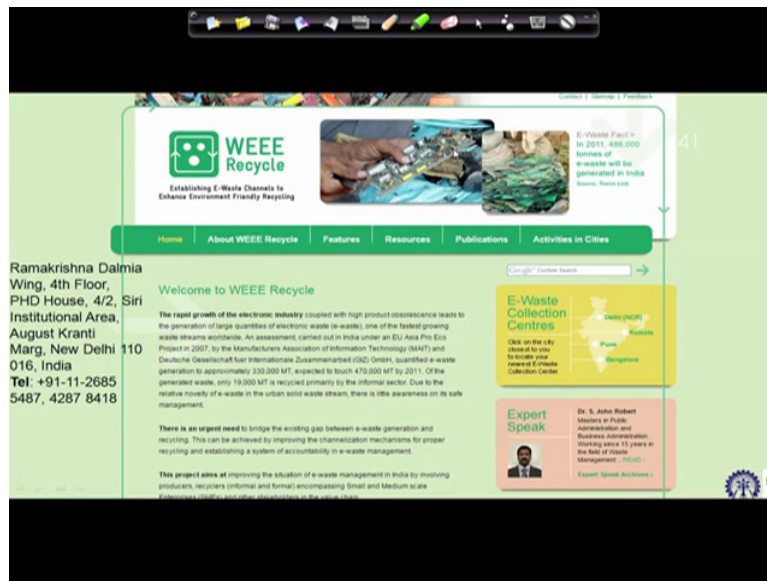 Contact | Sitemap | Feedback
WEEE
Recycle
Establishing E-Waste Channels to
Enhance Environment Friendly Recycling
E-Waste Fact >
In 2011, 486,000
tonnes of
e-waste will be
generated in India
Source: Toxics Link
41
Home
About WEEE Recycle
Features
Resources
Publications
Activities in Cities
Google Custom Search
Ramakrishna Dalmia
Wing, 4th Floor,
PHD House, 4/2, Siri
Institutional Area,
August Kranti
Marg, New Delhi 110
016, India
Tel: +91-11-2685
5487, 4287 8418
Welcome to WEEE Recycle
The rapid growth of the electronic industry coupled with high product obsolescence leads to
the generation of large quantities of electronic waste (e-waste), one of the fastest growing
waste streams worldwide. An assessment, carried out in India under an EU Asia Pro Eco
Project in 2007, by the Manufacturers Association of Information Technology (MAIT) and
Deutsche Gesellschaft fuer Internationale Zusammenarbeit (GIZ) GmbH, quantified e-waste
generation to approximately 330,000 MT, expected to touch 470,000 MT by 2011. Of the
generated waste, only 19,000 MT is recycled primarily by the informal sector. Due to the
relative novelty of e-waste in the urban solid waste stream, there is little awareness on its safe
management.
There is an urgent need to bridge the existing gap between e-waste generation and
recycling. This can be achieved by improving the channelization mechanisms for proper
recycling and establishing a system of accountability in e-waste management.
This project aims at improving the situation of e-waste management in India by involving
producers, recyclers (informal and formal) encompassing Small and Medium scale
Enterprises (SMEs) and other stakeholders in the value chain.
E-Waste
Collection
Centres
Click on the city
closest to you
to locate your
nearest E-Waste
Collection Center
Delhi (NCR)
Kolkata
Pune
Bangalore
Expert
Speak
Dr. S. John Robert
Masters in Public
Administration and
Business Administration.
Working since 15 years in
the field of Waste
Management ... READ ›
Expert Speak Archives ›